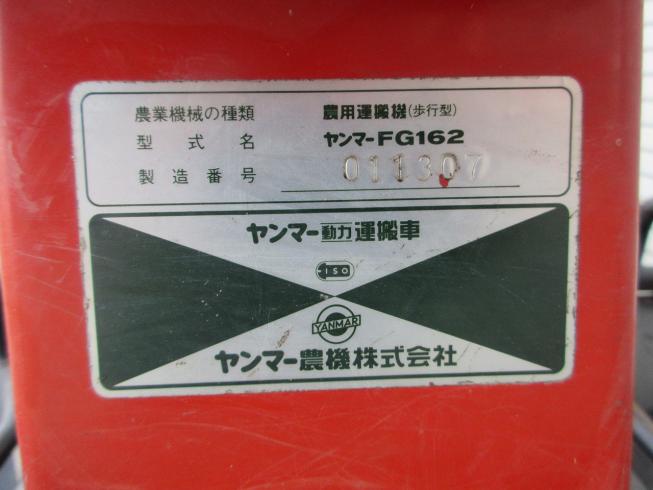 農業機械の種類 農用運搬機(歩行型)
型式名 ヤンマーFG162
製造番号 011307
ヤンマー動力運搬車
ISO
YANMAR
ヤンマー農機株式会社